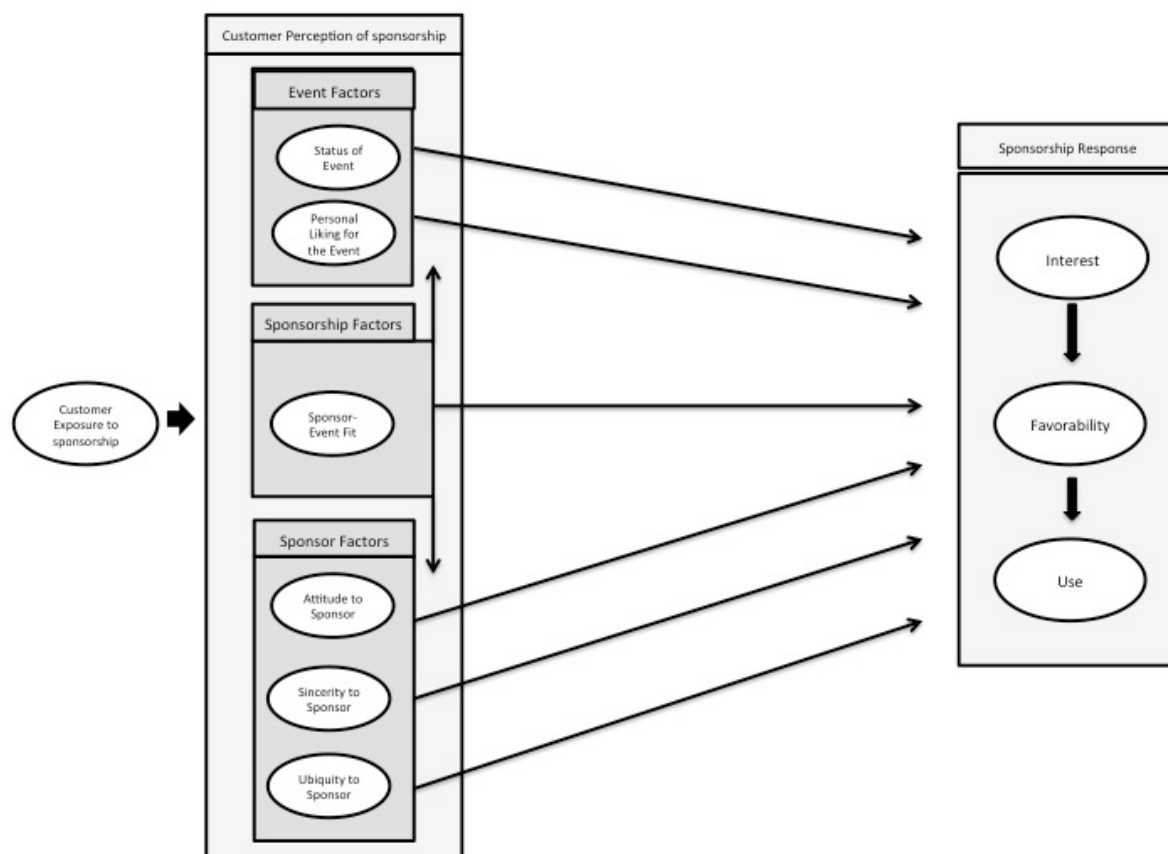 Customer Perception of sponsorship
Event Factors
Status of
Event
Personal
Liking for
the Event
Sponsorship Factors
Sponsor-
Event Fit
Customer
Exposure to
sponsorship
Sponsor Factors
Attitude to
Sponsor
Sincerity to
Sponsor
Ubiquity to
Sponsor
Sponsorship Response
Interest
Favorability
Use